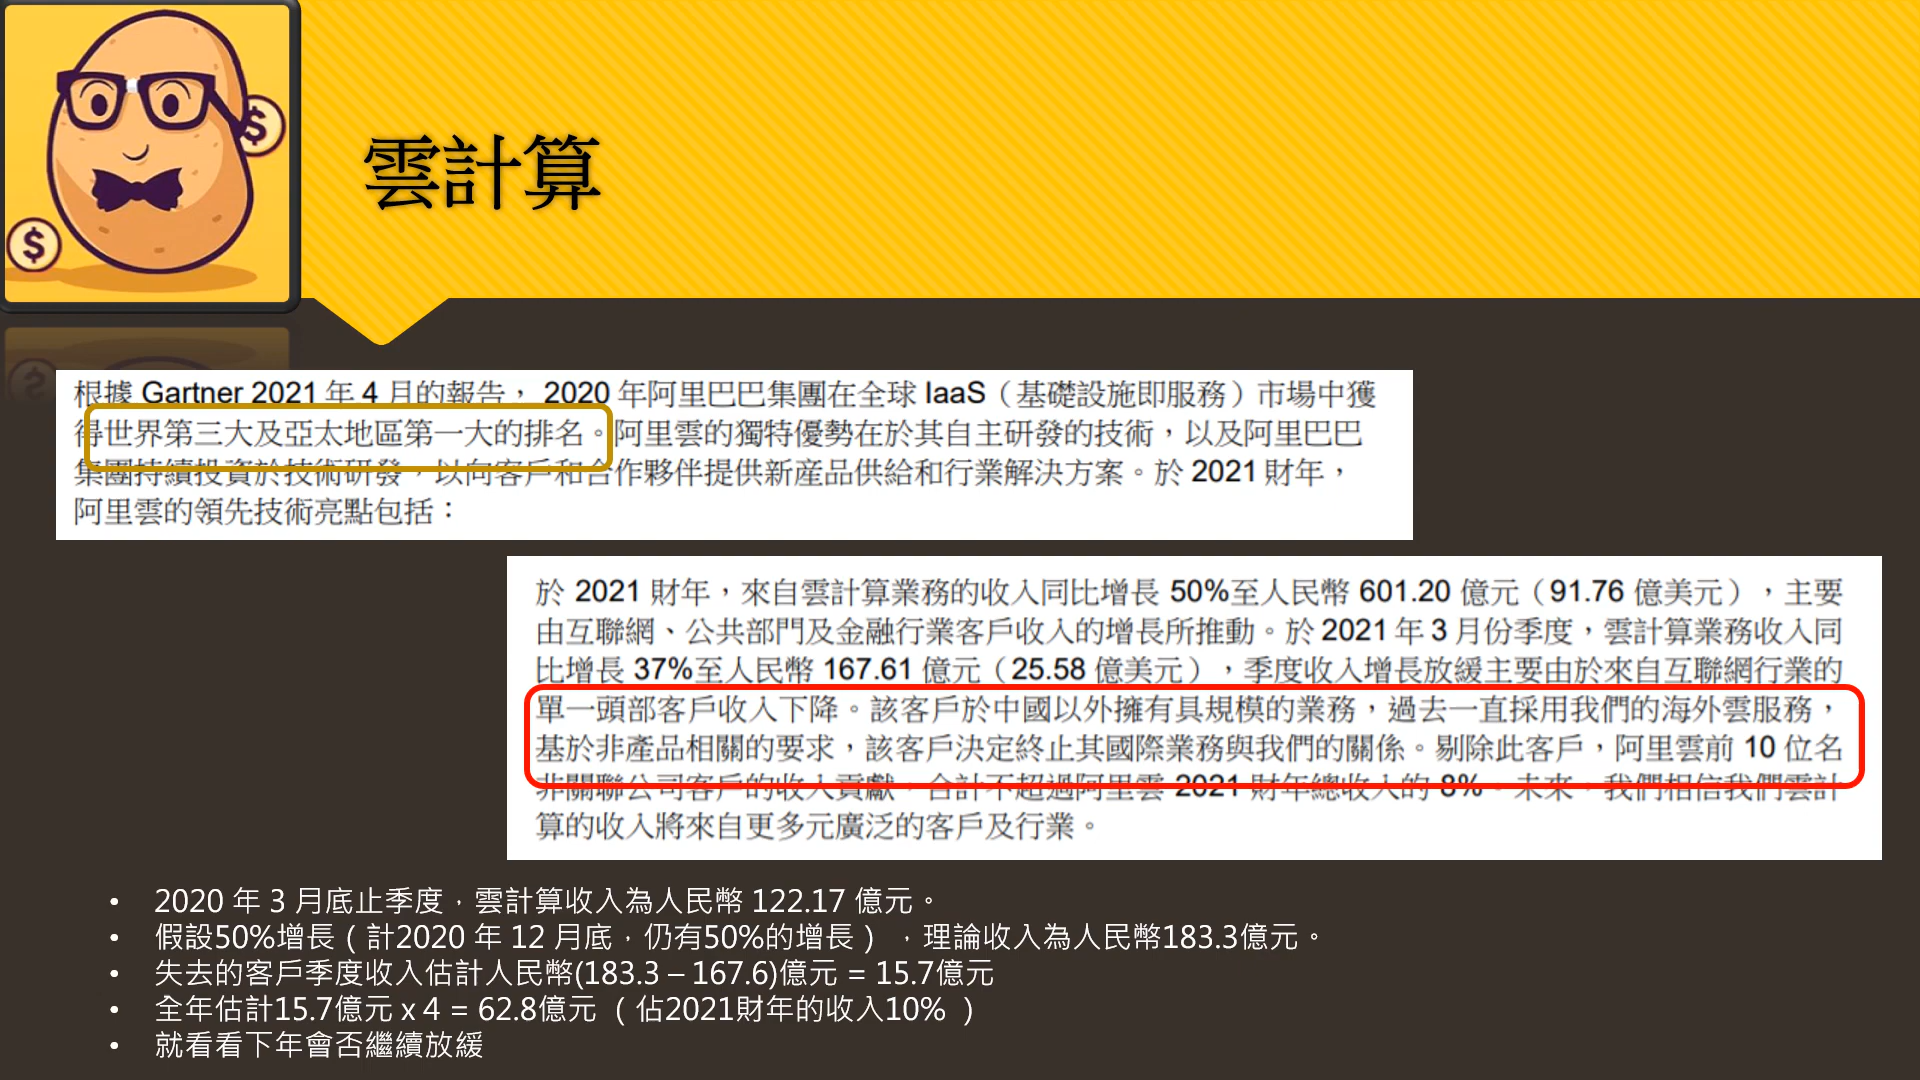 雲計算
根據 Gartner 2021 年 4 月的報告， 2020 年阿里巴巴集團在全球 IaaS（基礎設施即服務）市場中獲
得世界第三大及亞太地區第一大的排名。阿里雲的獨特優勢在於其自主研發的技術，以及阿里巴巴
集團持續投資於技術研發，以向客戶和合作夥伴提供新產品供給和行業解決方案。於 2021 財年，
阿里雲的領先技術亮點包括：
於 2021 財年，來自雲計算業務的收入同比增長 50%至人民幣 601.20 億元（91.76 億美元），主要
由互聯網、公共部門及金融行業客戶收入的增長所推動。於 2021 年 3 月份季度，雲計算業務收入同
比增長 37%至人民幣 167.61 億元（25.58 億美元），季度收入增長放緩主要由於來自互聯網行業的
單一頭部客戶收入下降。該客戶於中國以外擁有具規模的業務，過去一直採用我們的海外雲服務，
基於非產品相關的要求，該客戶決定終止其國際業務與我們的關係。剔除此客戶，阿里雲前 10 位名
非關聯公司客戶的收入貢獻，合計不超過阿里雲 2021 財年總收入的 8%。未來，我們相信我們雲計
算的收入將來自更多元廣泛的客戶及行業。
• 2020 年 3 月底止季度，雲計算收入為人民幣 122.17 億元。
• 假設50%增長（計2020 年 12 月底，仍有50%的增長），理論收入為人民幣183.3億元。
• 失去的客戶季度收入估計人民幣(183.3 – 167.6)億元 = 15.7億元
• 全年估計15.7億元 x 4 = 62.8億元 （佔2021財年的收入10% ）
• 就看看下年會否繼續放緩